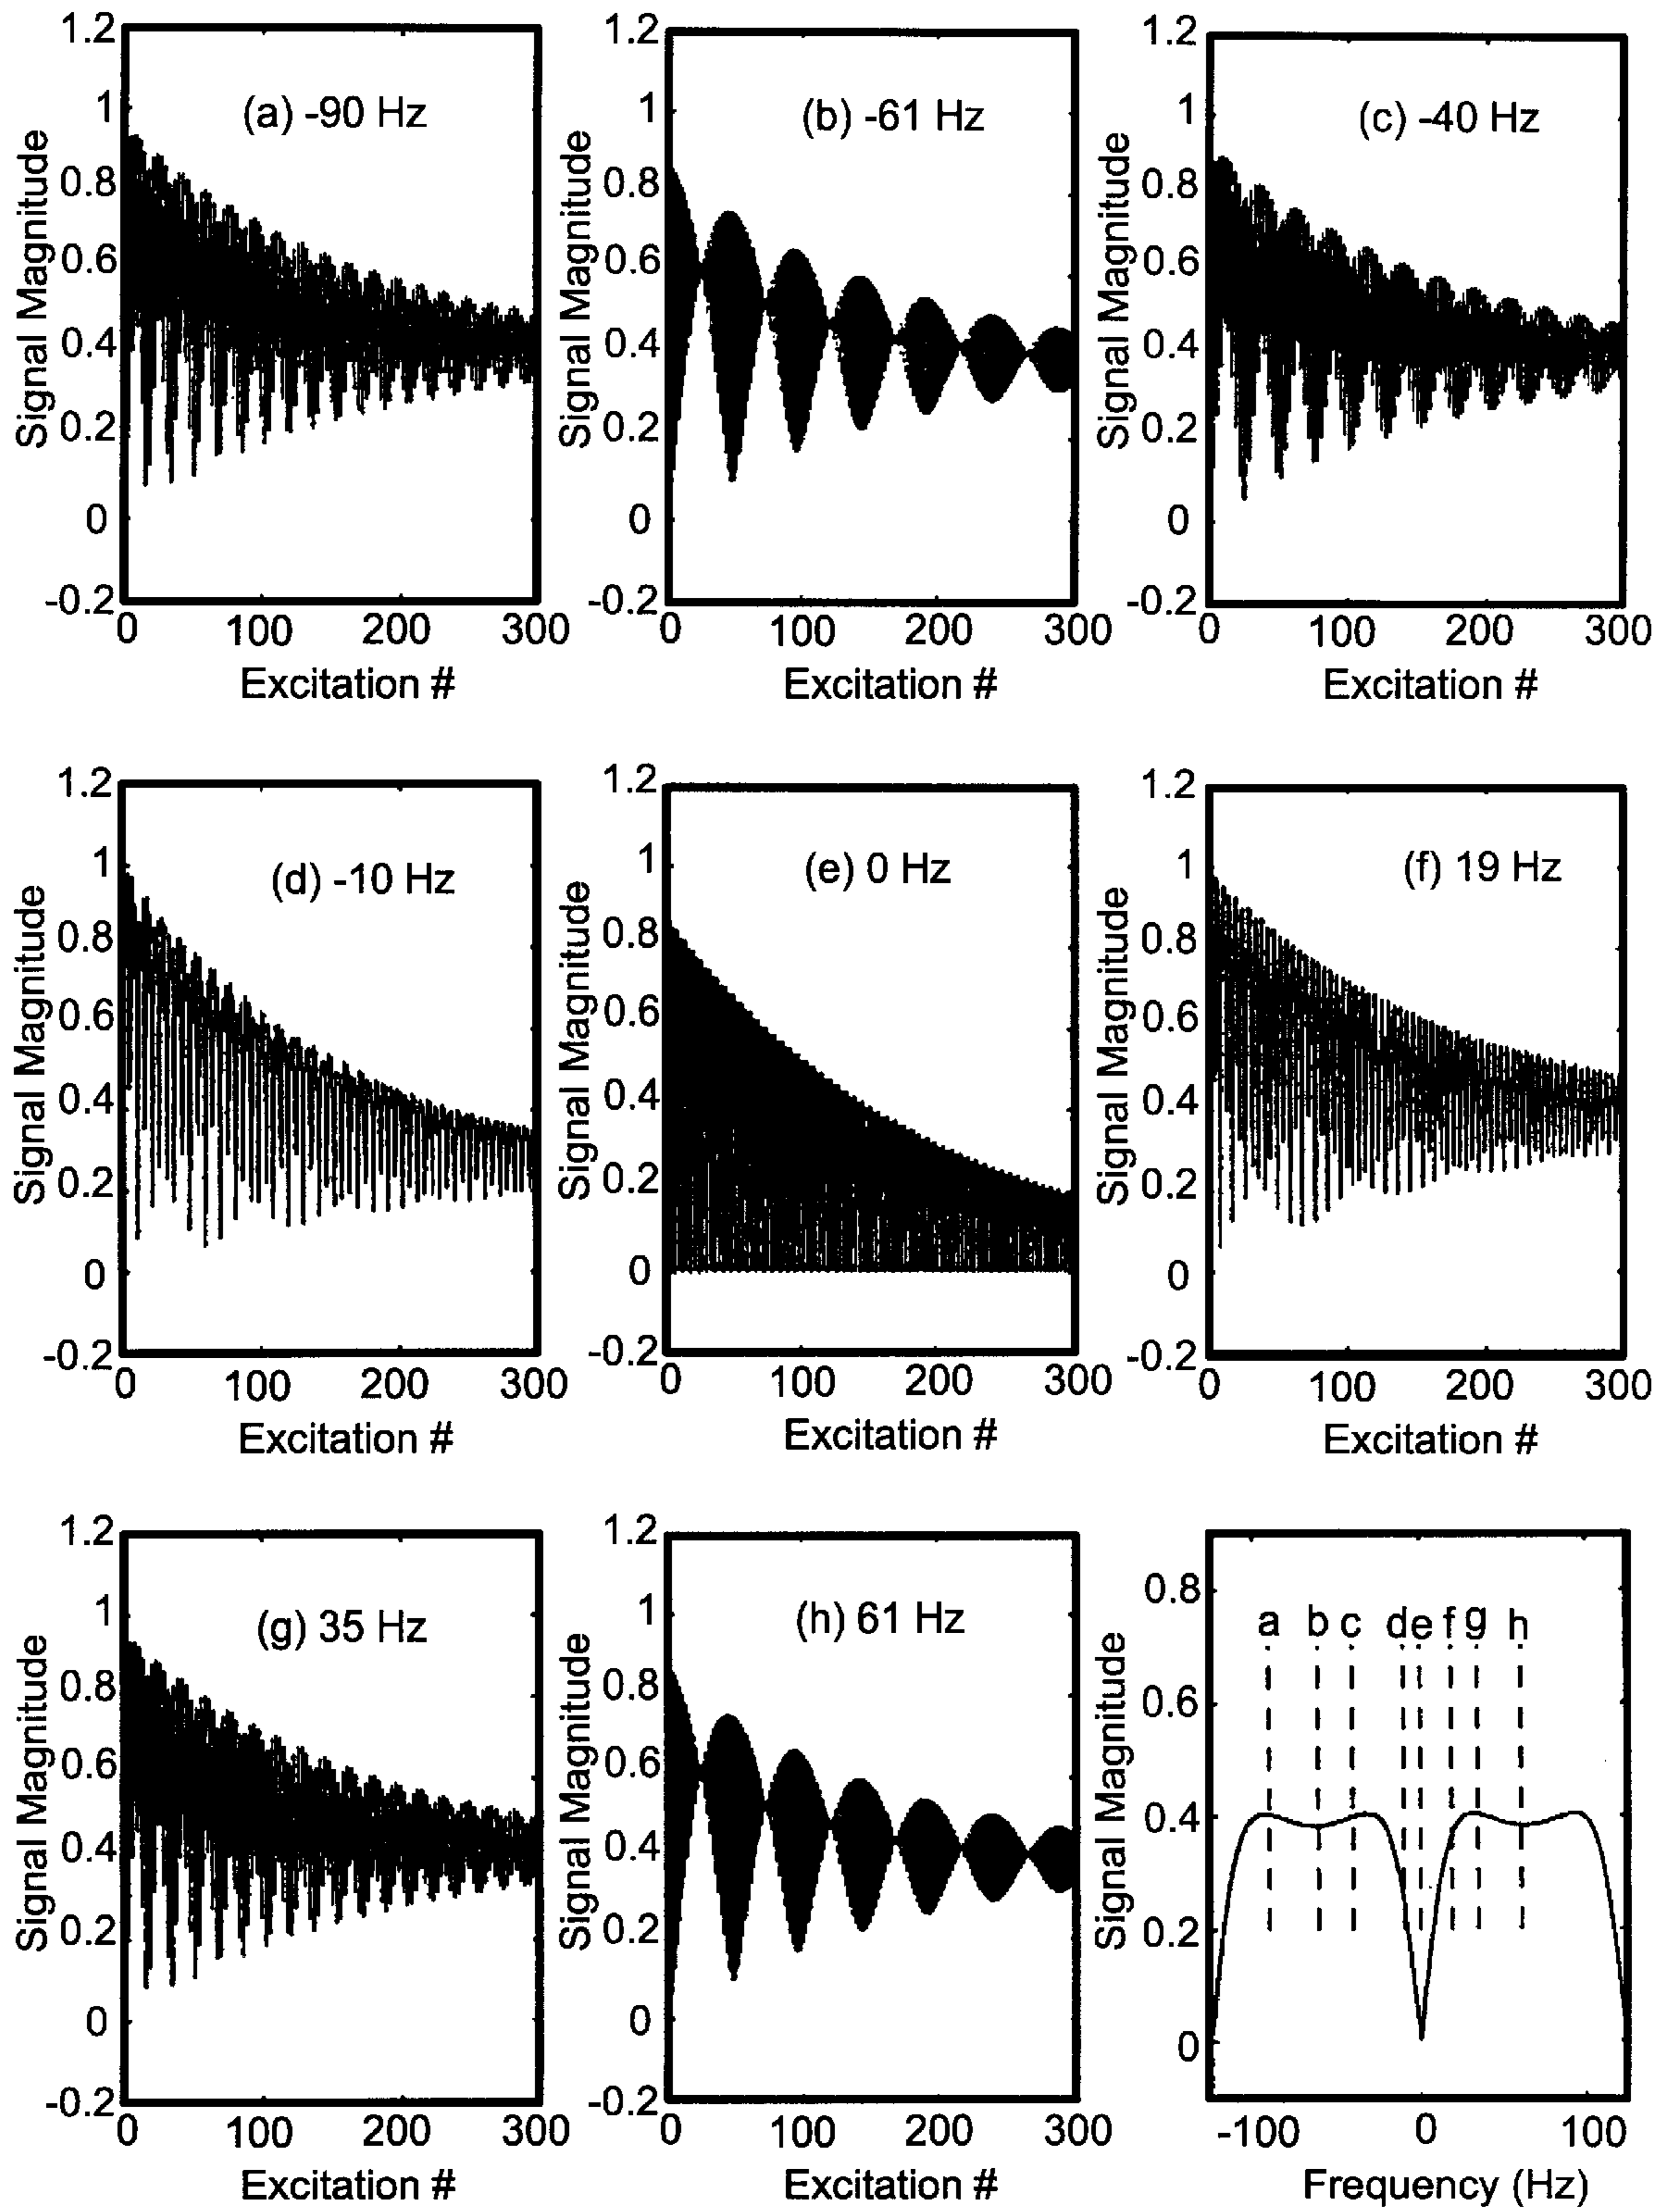 1.2
1
0.8
0.6
0.4
0.2
0
-0.2
0 100 200 300
Signal Magnitude
Excitation #
(a) -90 Hz
1.2
1
0.8
0.6
0.4
0.2
0
-0.2
0 100 200 300
Signal Magnitude
Excitation #
(b) -61 Hz
1.2
1
0.8
0.6
0.4
0.2
0
-0.2
0 100 200 300
Signal Magnitude
Excitation #
(c) -40 Hz
1.2
1
0.8
0.6
0.4
0.2
0
-0.2
0 100 200 300
Signal Magnitude
Excitation #
(d) -10 Hz
1.2
1
0.8
0.6
0.4
0.2
0
-0.2
0 100 200 300
Signal Magnitude
Excitation #
(e) 0 Hz
1.2
1
0.8
0.6
0.4
0.2
0
-0.2
0 100 200 300
Signal Magnitude
Excitation #
(f) 19 Hz
1.2
1
0.8
0.6
0.4
0.2
0
-0.2
0 100 200 300
Signal Magnitude
Excitation #
(g) 35 Hz
1.2
1
0.8
0.6
0.4
0.2
0
-0.2
0 100 200 300
Signal Magnitude
Excitation #
(h) 61 Hz
0.8
0.6
0.4
0.2
0
a b c d e f g h
-100 0 100
Signal Magnitude
Frequency (Hz)